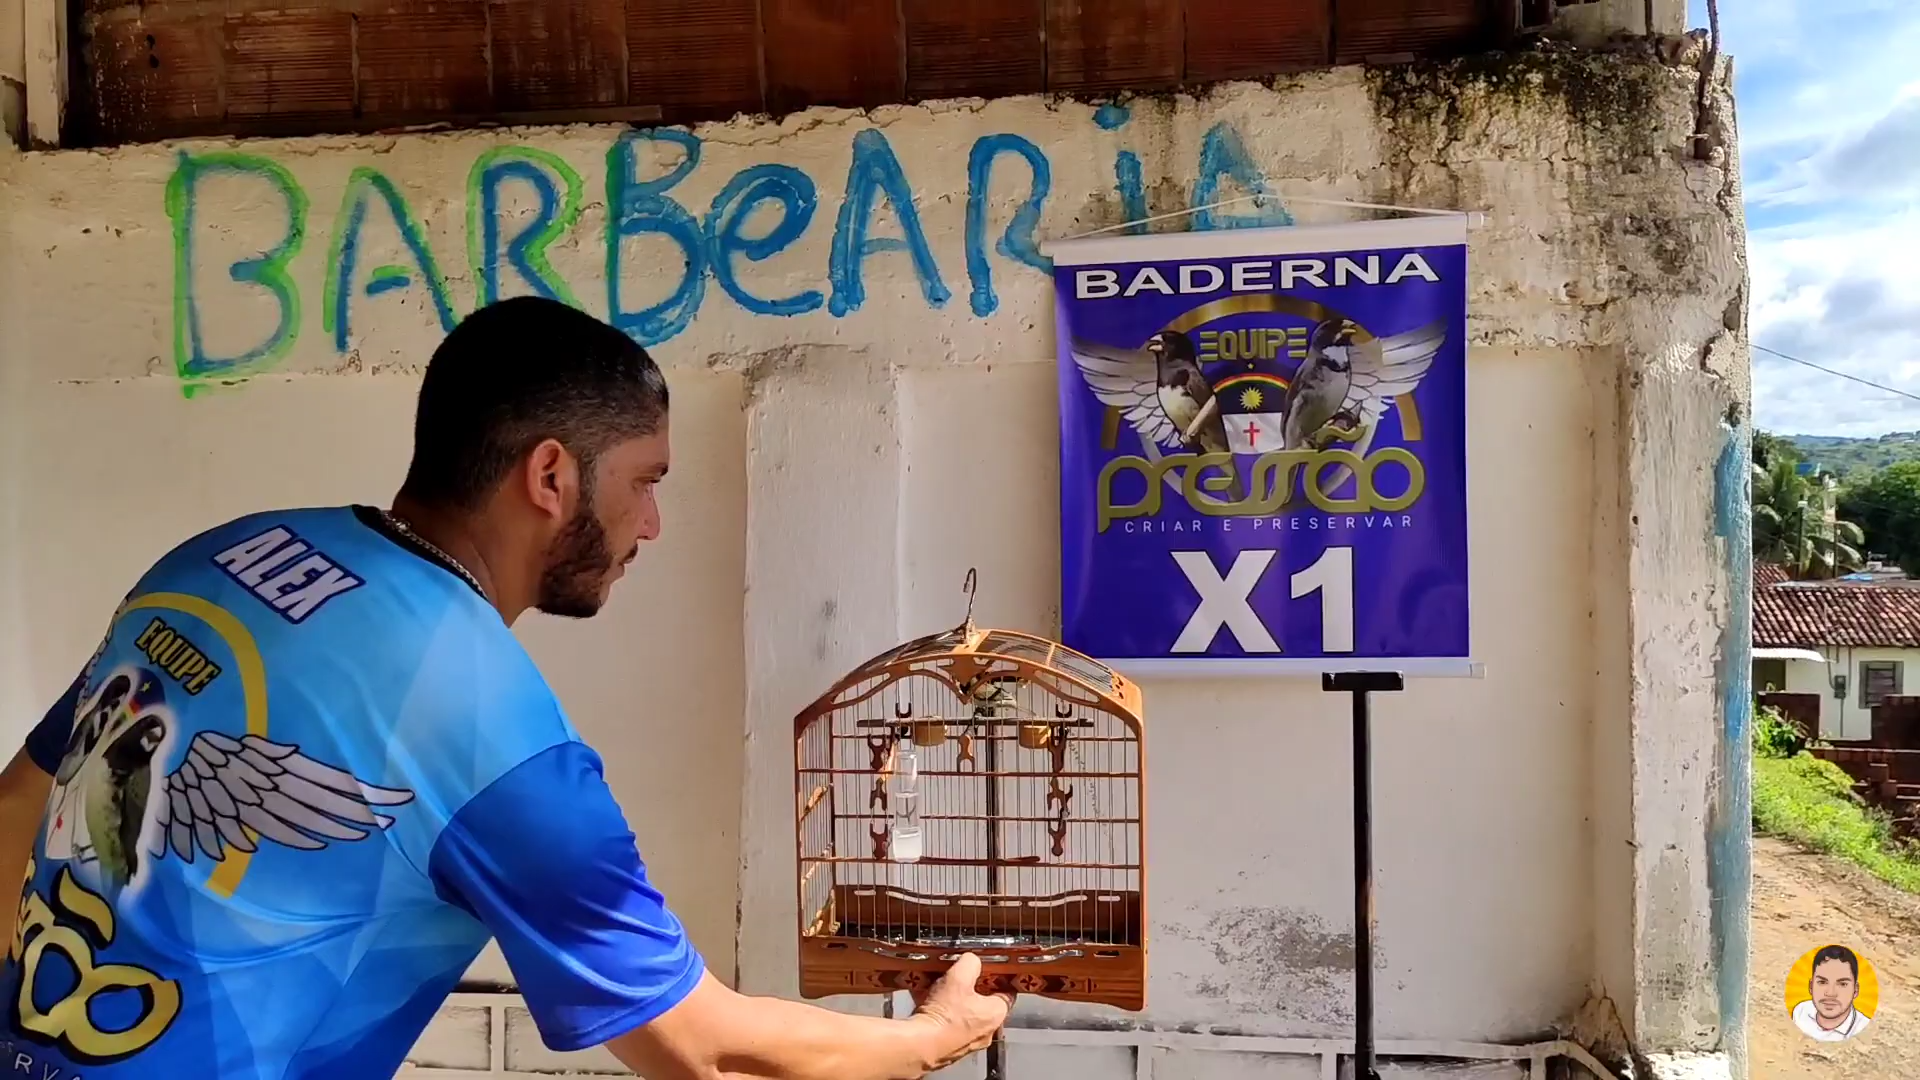 BARBeARiA
BADERNA
EQUIPE
PRESSÃO
CRIAR E PRESERVAR
X1
ALEX
EQUIPE